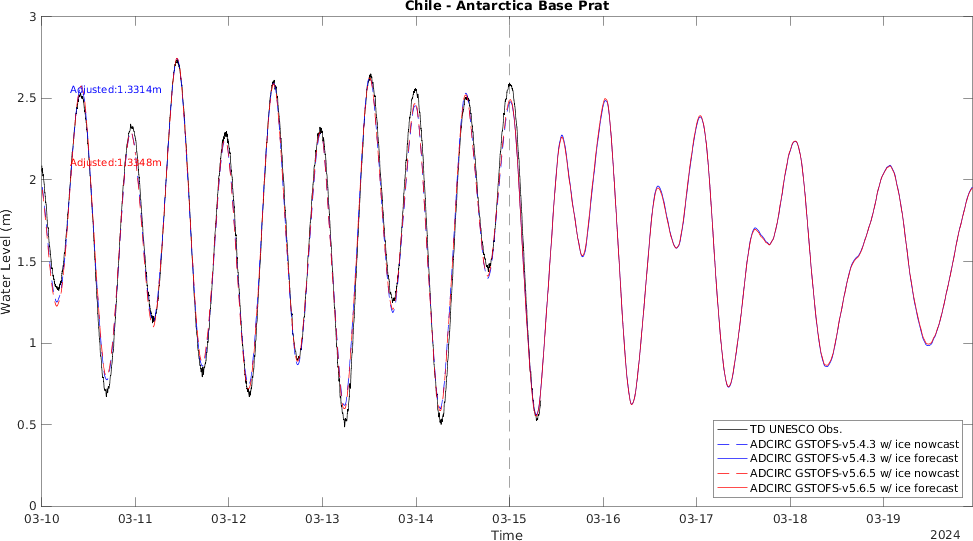 Chile - Antarctica Base Prat
3
2.5
2
1.5
1
0.5
0
Water Level (m)
Adjusted:1.3314m
Adjusted:1.3348m
TD UNESCO Obs.
ADCIRC GSTOFS-v5.4.3 w/ ice nowcast
ADCIRC GSTOFS-v5.4.3 w/ ice forecast
ADCIRC GSTOFS-v5.6.5 w/ ice nowcast
ADCIRC GSTOFS-v5.6.5 w/ ice forecast
03-10 03-11 03-12 03-13 03-14 03-15 03-16 03-17 03-18 03-19
Time
2024